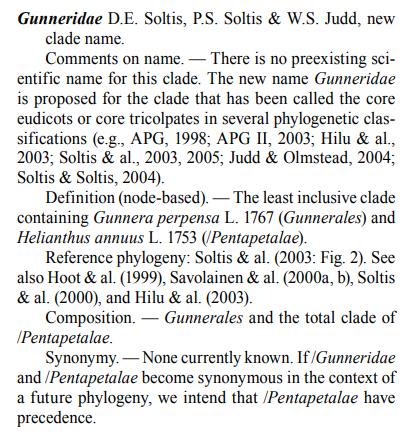 Gunneridae D.E. Soltis, P.S. Soltis & W.S. Judd, new
clade name.
Comments on name. — There is no preexisting sci-
entific name for this clade. The new name Gunneridae
is proposed for the clade that has been called the core
eudicots or core tricolpates in several phylogenetic clas-
sifications (e.g., APG, 1998; APG II, 2003; Hilu & al.,
2003; Soltis & al., 2003, 2005; Judd & Olmstead, 2004;
Soltis & Soltis, 2004).
Definition (node-based). — The least inclusive clade
containing Gunnera perpensa L. 1767 (Gunnerales) and
Helianthus annuus L. 1753 (/Pentapetalae).
Reference phylogeny: Soltis & al. (2003: Fig. 2). See
also Hoot & al. (1999), Savolainen & al. (2000a, b), Soltis
& al. (2000), and Hilu & al. (2003).
Composition. — Gunnerales and the total clade of
/Pentapetalae.
Synonymy. — None currently known. If /Gunneridae
and /Pentapetalae become synonymous in the context of
a future phylogeny, we intend that /Pentapetalae have
precedence.